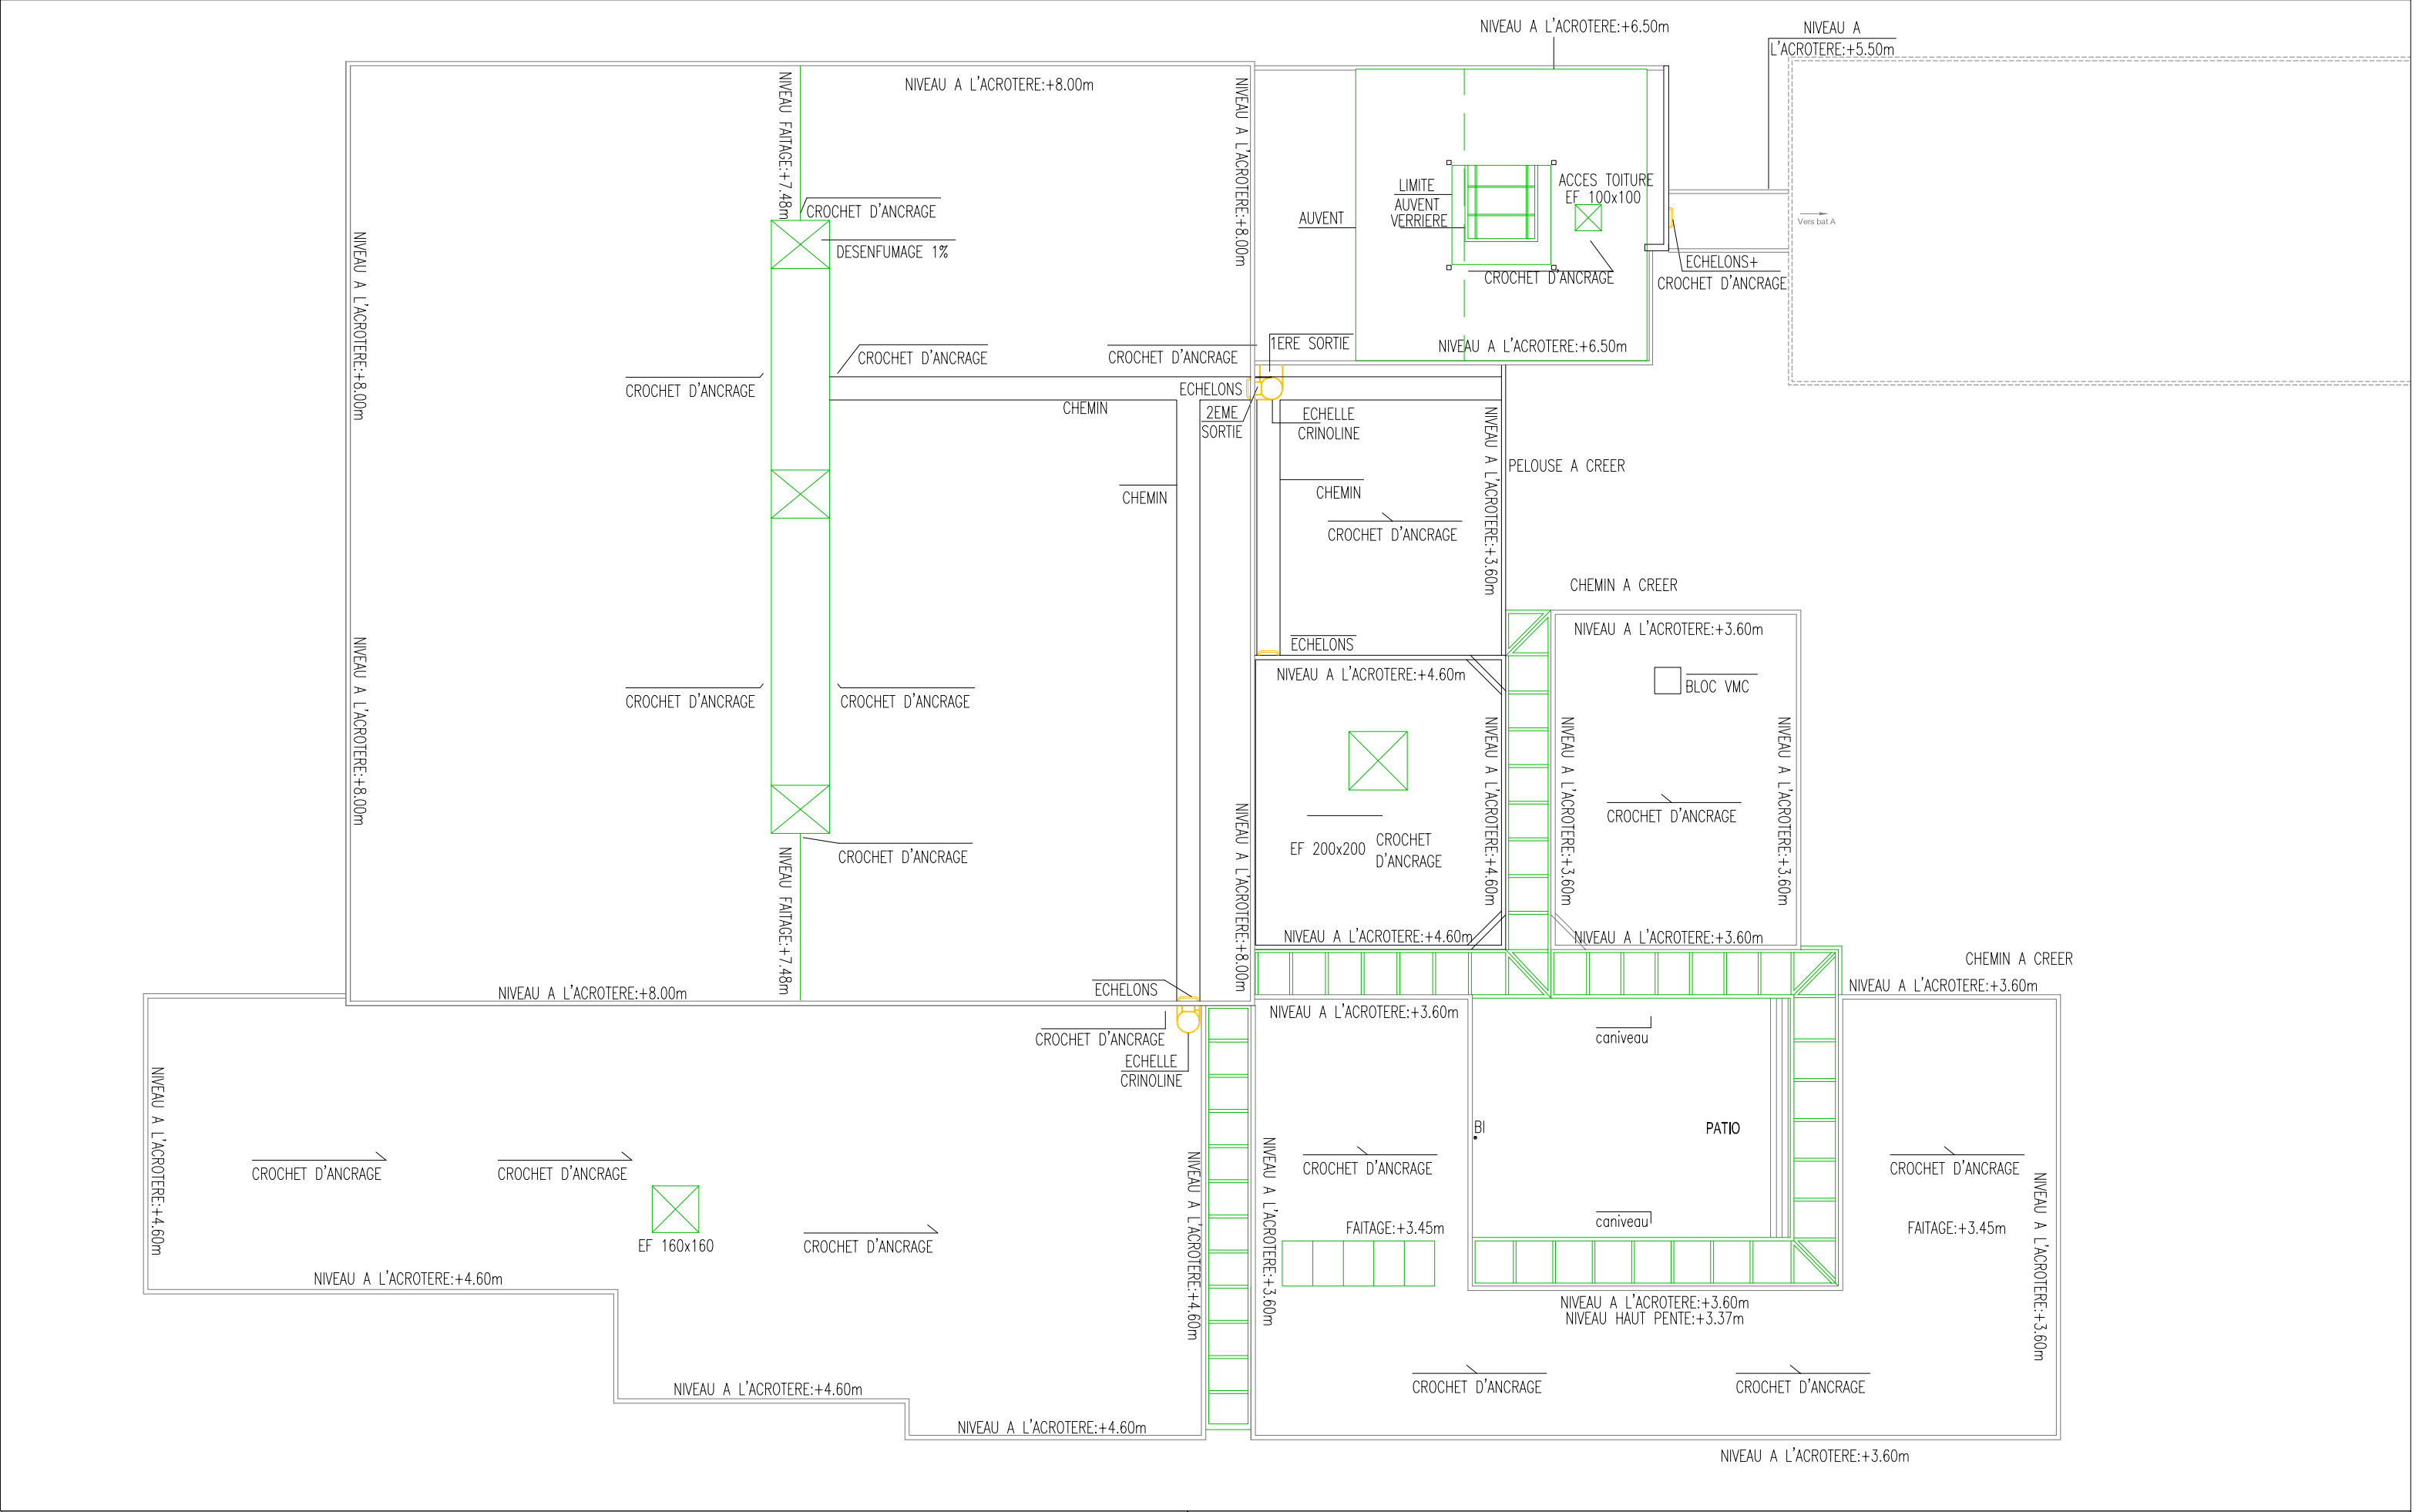 NIVEAU A L'ACROTERE:+6.50m
NIVEAU A
L'ACROTERE:+5.50m
NIVEAU A L'ACROTERE:+8.00m
NIVEAU FAITAGE:+7.48m
NIVEAU A L'ACROTERE:+8.00m
NIVEAU A L'ACROTERE:+8.00m
CROCHET D'ANCRAGE
DESENFUMAGE 1%
AUVENT
LIMITE
AUVENT
VERRIERE
ACCES TOITURE
EF 100x100
CROCHET D'ANCRAGE
Vers bat A
ECHELONS+
CROCHET D'ANCRAGE
NIVEAU A L'ACROTERE:+6.50m
1ERE SORTIE
CROCHET D'ANCRAGE
CROCHET D'ANCRAGE
CROCHET D'ANCRAGE
ECHELONS
CHEMIN
2EME
SORTIE
ECHELLE
CRINOLINE
NIVEAU A L'ACROTERE:+3.60m
PELOUSE A CREER
CHEMIN
CHEMIN
CROCHET D'ANCRAGE
CHEMIN A CREER
ECHELONS
NIVEAU A L'ACROTERE:+3.60m
NIVEAU A L'ACROTERE:+8.00m
NIVEAU A L'ACROTERE:+4.60m
BLOC VMC
CROCHET D'ANCRAGE
CROCHET D'ANCRAGE
NIVEAU A L'ACROTERE:+4.60m
NIVEAU A L'ACROTERE:+3.60m
NIVEAU A L'ACROTERE:+3.60m
CROCHET D'ANCRAGE
NIVEAU A L'ACROTERE:+8.00m
EF 200x200
CROCHET
D'ANCRAGE
CROCHET D'ANCRAGE
NIVEAU FAITAGE:+7.48m
NIVEAU A L'ACROTERE:+4.60m
NIVEAU A L'ACROTERE:+3.60m
CHEMIN A CREER
NIVEAU A L'ACROTERE:+3.60m
NIVEAU A L'ACROTERE:+8.00m
ECHELONS
NIVEAU A L'ACROTERE:+3.60m
CROCHET D'ANCRAGE
ECHELLE
CRINOLINE
caniveau
NIVEAU A L'ACROTERE:+4.60m
BI
PATIO
CROCHET D'ANCRAGE
CROCHET D'ANCRAGE
NIVEAU A L'ACROTERE:+4.60m
NIVEAU A L'ACROTERE:+3.60m
CROCHET D'ANCRAGE
CROCHET D'ANCRAGE
NIVEAU A L'ACROTERE:+3.60m
EF 160x160
CROCHET D'ANCRAGE
FAITAGE:+3.45m
caniveau
FAITAGE:+3.45m
NIVEAU A L'ACROTERE:+4.60m
NIVEAU A L'ACROTERE:+3.60m
NIVEAU HAUT PENTE:+3.37m
NIVEAU A L'ACROTERE:+4.60m
CROCHET D'ANCRAGE
CROCHET D'ANCRAGE
NIVEAU A L'ACROTERE:+4.60m
NIVEAU A L'ACROTERE:+3.60m